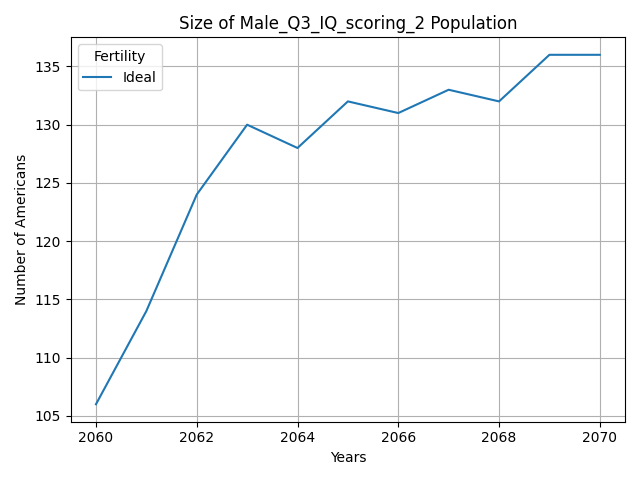 Size of Male_Q3_IQ_scoring_2 Population
Fertility
Ideal
Number of Americans
135
130
125
120
115
110
105
2060 2062 2064 2066 2068 2070
Years